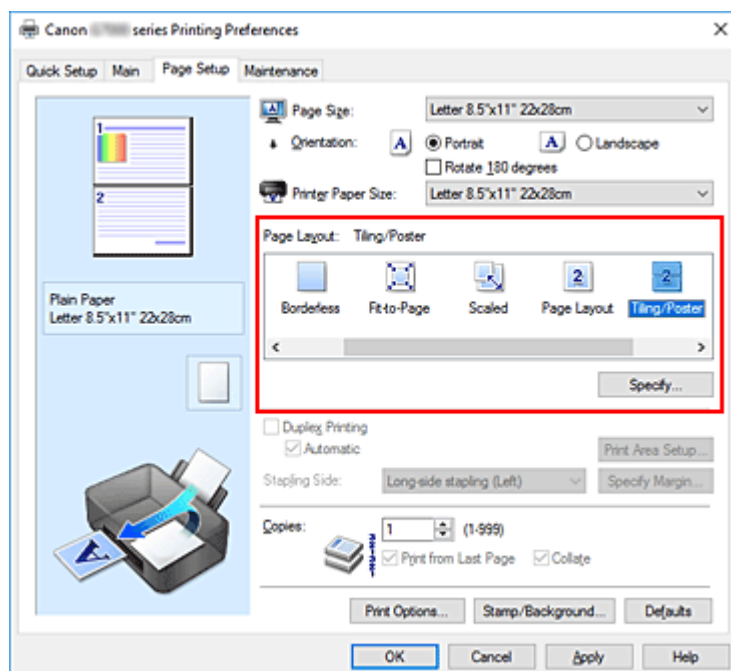 Canon series Printing Preferences
Quick Setup Main Page Setup Maintenance
1
2
Plain Paper
Letter 8.5"x11" 22x28cm
Page Size: Letter 8.5"x11" 22x28cm
Orientation: A Portrait A Landscape
Rotate 180 degrees
Printer Paper Size: Letter 8.5"x11" 22x28cm
Page Layout: Tiling/Poster
2 2
Borderless Fit-to-Page Scaled Page Layout Tiling/Poster
Specify...
Duplex Printing
Automatic Print Area Setup...
Stapling Side: Long-side stapling (Left) Specify Margin...
Copies: 1 (1-999)
Print from Last Page Collate
A
Print Options... Stamp/Background... Defaults
OK Cancel Apply Help